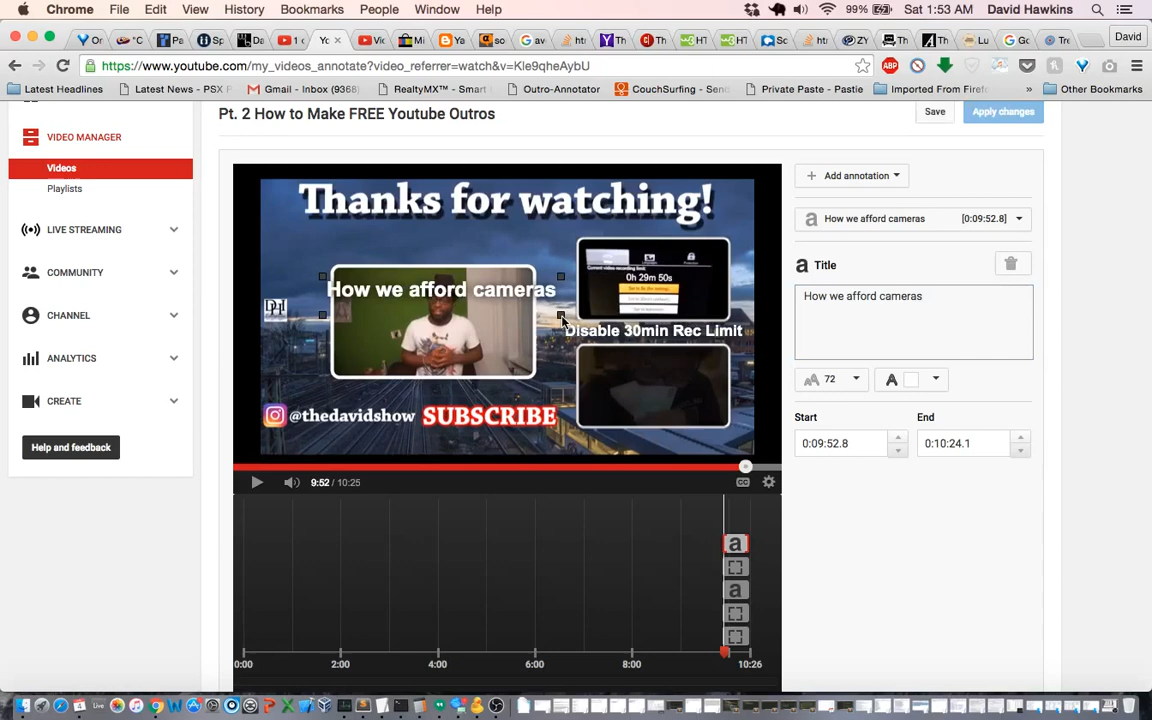 Chrome File Edit View History Bookmarks People Window Help 99% Sat 1:53 AM David Hawkins
David
https://www.youtube.com/my_videos_annotate?video_referrer=watch&v=Kle9qheAybU
Latest Headlines Latest News - PSX Gmail - Inbox (9368) RealtyMX™ - Smart Outro-Annotator CouchSurfing - Send Private Paste - Pastie Imported From Firef » Other Bookmarks
Pt. 2 How to Make FREE Youtube Outros
Save
Apply changes
VIDEO MANAGER
Videos
Playlists
LIVE STREAMING
COMMUNITY
CHANNEL
ANALYTICS
CREATE
Help and feedback
Thanks for watching!
0h 29m 50s
How we afford cameras
DH
Disable 30min Rec Limit
@thedavidshow SUBSCRIBE
9:52 / 10:25
CC
a
a
0:00 2:00 4:00 6:00 8:00 10:26
+ Add annotation
a How we afford cameras [0:09:52.8]
a Title
How we afford cameras
AA 72
A
Start End
0:09:52.8 0:10:24.1